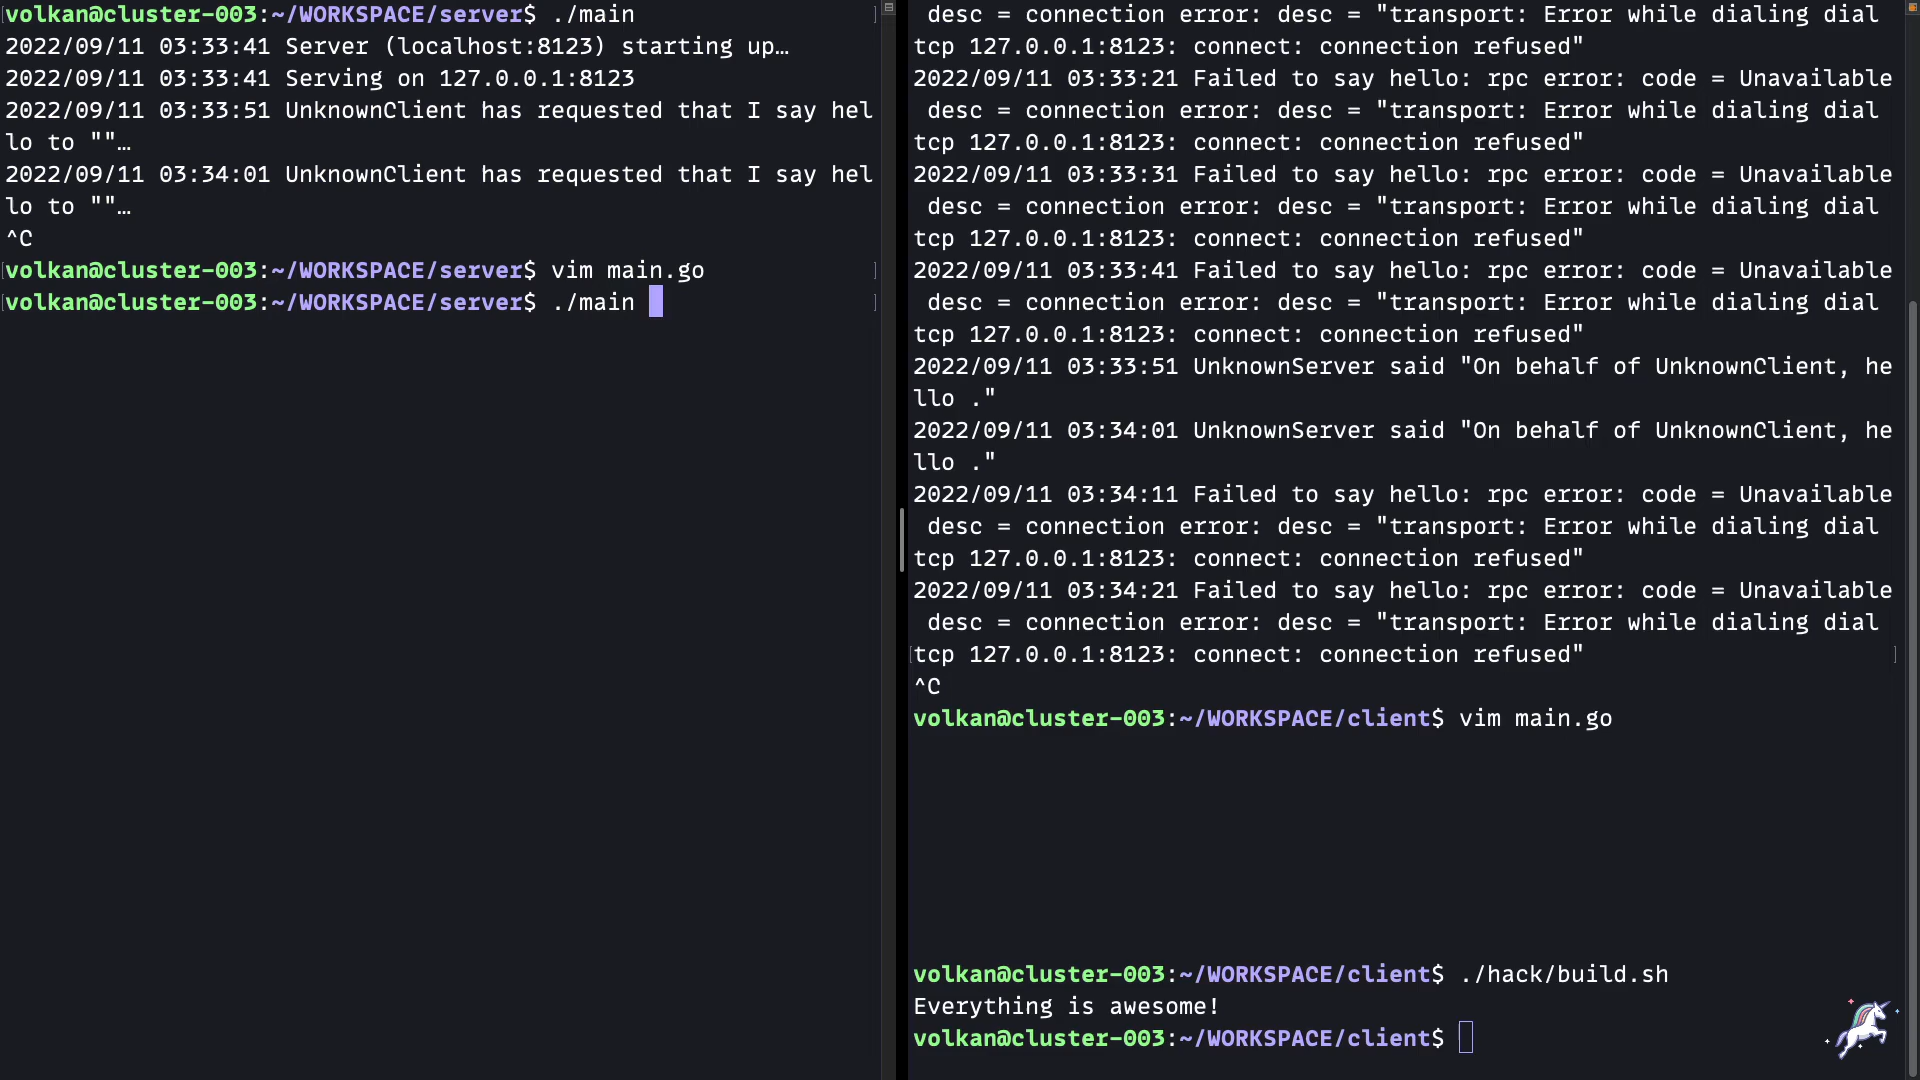 volkan@cluster-003:~/WORKSPACE/server$ ./main
2022/09/11 03:33:41 Server (localhost:8123) starting up…
2022/09/11 03:33:41 Serving on 127.0.0.1:8123
2022/09/11 03:33:51 UnknownClient has requested that I say hel
lo to ""…
2022/09/11 03:34:01 UnknownClient has requested that I say hel
lo to ""…
^C
volkan@cluster-003:~/WORKSPACE/server$ vim main.go
volkan@cluster-003:~/WORKSPACE/server$ ./main
desc = connection error: desc = "transport: Error while dialing dial
tcp 127.0.0.1:8123: connect: connection refused"
2022/09/11 03:33:21 Failed to say hello: rpc error: code = Unavailable
desc = connection error: desc = "transport: Error while dialing dial
tcp 127.0.0.1:8123: connect: connection refused"
2022/09/11 03:33:31 Failed to say hello: rpc error: code = Unavailable
desc = connection error: desc = "transport: Error while dialing dial
tcp 127.0.0.1:8123: connect: connection refused"
2022/09/11 03:33:41 Failed to say hello: rpc error: code = Unavailable
desc = connection error: desc = "transport: Error while dialing dial
tcp 127.0.0.1:8123: connect: connection refused"
2022/09/11 03:33:51 UnknownServer said "On behalf of UnknownClient, he
llo ."
2022/09/11 03:34:01 UnknownServer said "On behalf of UnknownClient, he
llo ."
2022/09/11 03:34:11 Failed to say hello: rpc error: code = Unavailable
desc = connection error: desc = "transport: Error while dialing dial
tcp 127.0.0.1:8123: connect: connection refused"
2022/09/11 03:34:21 Failed to say hello: rpc error: code = Unavailable
desc = connection error: desc = "transport: Error while dialing dial
tcp 127.0.0.1:8123: connect: connection refused"
^C
volkan@cluster-003:~/WORKSPACE/client$ vim main.go
volkan@cluster-003:~/WORKSPACE/client$ ./hack/build.sh
Everything is awesome!
volkan@cluster-003:~/WORKSPACE/client$